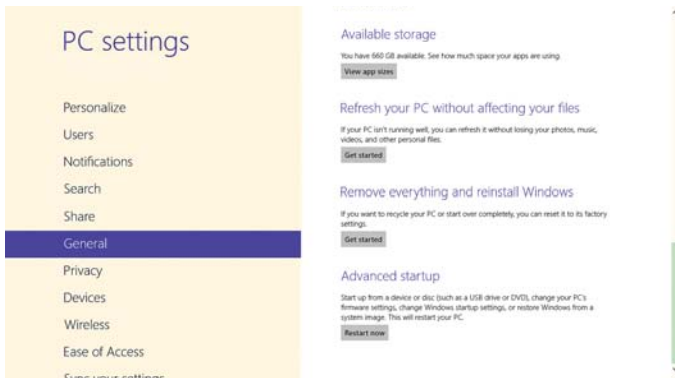 PC settings
Personalize
Users
Notifications
Search
Share
General
Privacy
Devices
Wireless
Ease of Access
Sync your settings
Available storage
You have 660 GB available. See how much space your apps are using.
View app sizes
Refresh your PC without affecting your files
If your PC isn't running well, you can refresh it without losing your photos, music,
videos, and other personal files.
Get started
Remove everything and reinstall Windows
If you want to recycle your PC or start over completely, you can reset it to its factory
settings.
Get started
Advanced startup
Start up from a device or disc (such as a USB drive or DVD), change your PC's
firmware settings, change Windows startup settings, or restore Windows from a
system image. This will restart your PC.
Restart now